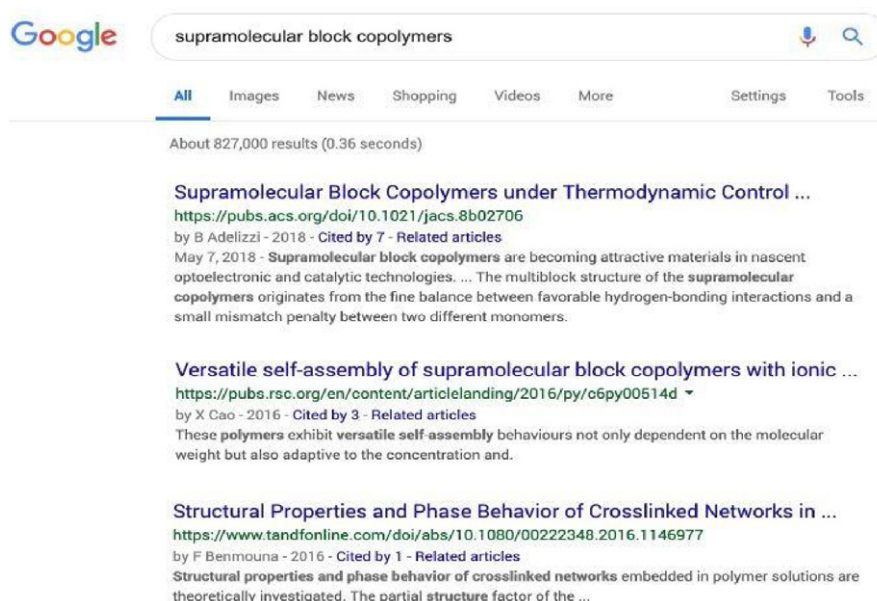 Google
supramolecular block copolymers
All Images News Shopping Videos More Settings Tools
About 827,000 results (0.36 seconds)
Supramolecular Block Copolymers under Thermodynamic Control ...
https://pubs.acs.org/doi/10.1021/jacs.8b02706
by B Adelizzi - 2018 - Cited by 7 - Related articles
May 7, 2018 - Supramolecular block copolymers are becoming attractive materials in nascent
optoelectronic and catalytic technologies. ... The multiblock structure of the supramolecular
copolymers originates from the fine balance between favorable hydrogen-bonding interactions and a
small mismatch penalty between two different monomers.
Versatile self-assembly of supramolecular block copolymers with ionic ...
https://pubs.rsc.org/en/content/articlelanding/2016/py/c6py00514d
by X Cao - 2016 - Cited by 3 - Related articles
These polymers exhibit versatile self-assembly behaviours not only dependent on the molecular
weight but also adaptive to the concentration and.
Structural Properties and Phase Behavior of Crosslinked Networks in ...
https://www.tandfonline.com/doi/abs/10.1080/00222348.2016.1146977
by F Benmouna - 2016 - Cited by 1 - Related articles
Structural properties and phase behavior of crosslinked networks embedded in polymer solutions are
theoretically investigated. The partial structure factor of the ...